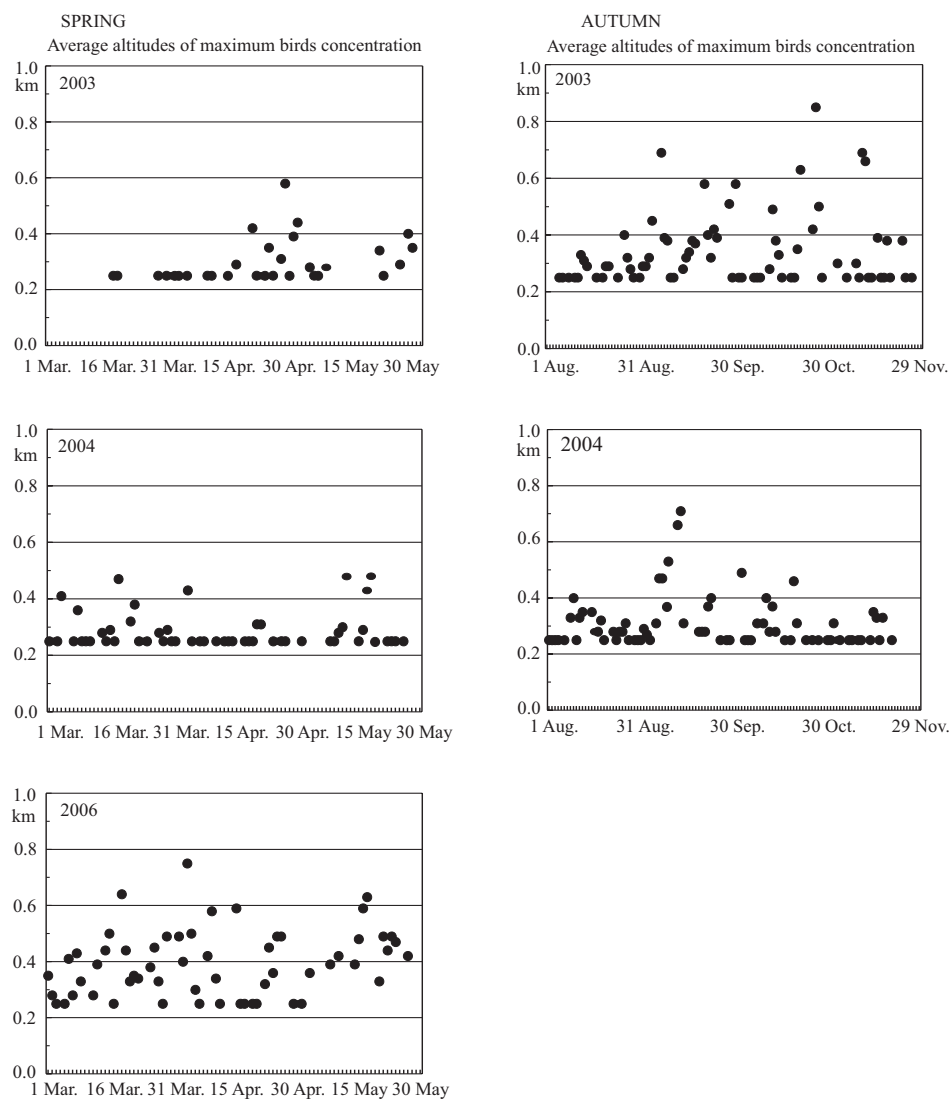 SPRING
Average altitudes of maximum birds concentration
1.0
km
2003
0.8
0.6
0.4
0.2
0.0
1 Mar. 16 Mar. 31 Mar. 15 Apr. 30 Apr. 15 May 30 May
AUTUMN
Average altitudes of maximum birds concentration
1.0
km
2003
0.8
0.6
0.4
0.2
0.0
1 Aug. 31 Aug. 30 Sep. 30 Oct. 29 Nov.
1.0
km
2004
0.8
0.6
0.4
0.2
0.0
1 Mar. 16 Mar. 31 Mar. 15 Apr. 30 Apr. 15 May 30 May
1.0
km
2004
0.8
0.6
0.4
0.2
0.0
1 Aug. 31 Aug. 30 Sep. 30 Oct. 29 Nov.
1.0
km
2006
0.8
0.6
0.4
0.2
0.0
1 Mar. 16 Mar. 31 Mar. 15 Apr. 30 Apr. 15 May 30 May